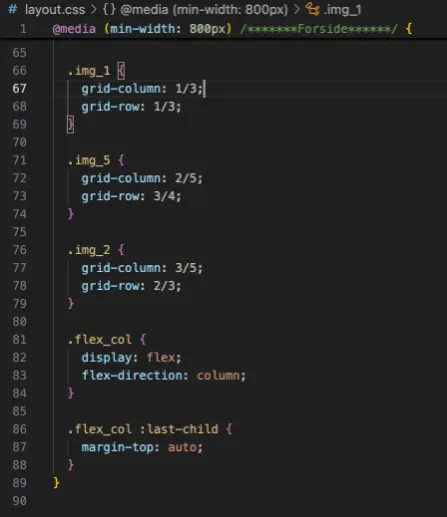 # layout.css > {} @media (min-width: 800px) > .img_1
1 @media (min-width: 800px) /*******Forside******/ {
65
66 .img_1 {
67 grid-column: 1/3;
68 grid-row: 1/3;
69 }
70
71 .img_5 {
72 grid-column: 2/5;
73 grid-row: 3/4;
74 }
75
76 .img_2 {
77 grid-column: 3/5;
78 grid-row: 2/3;
79 }
80
81 .flex_col {
82 display: flex;
83 flex-direction: column;
84 }
85
86 .flex_col :last-child {
87 margin-top: auto;
88 }
89 }
90